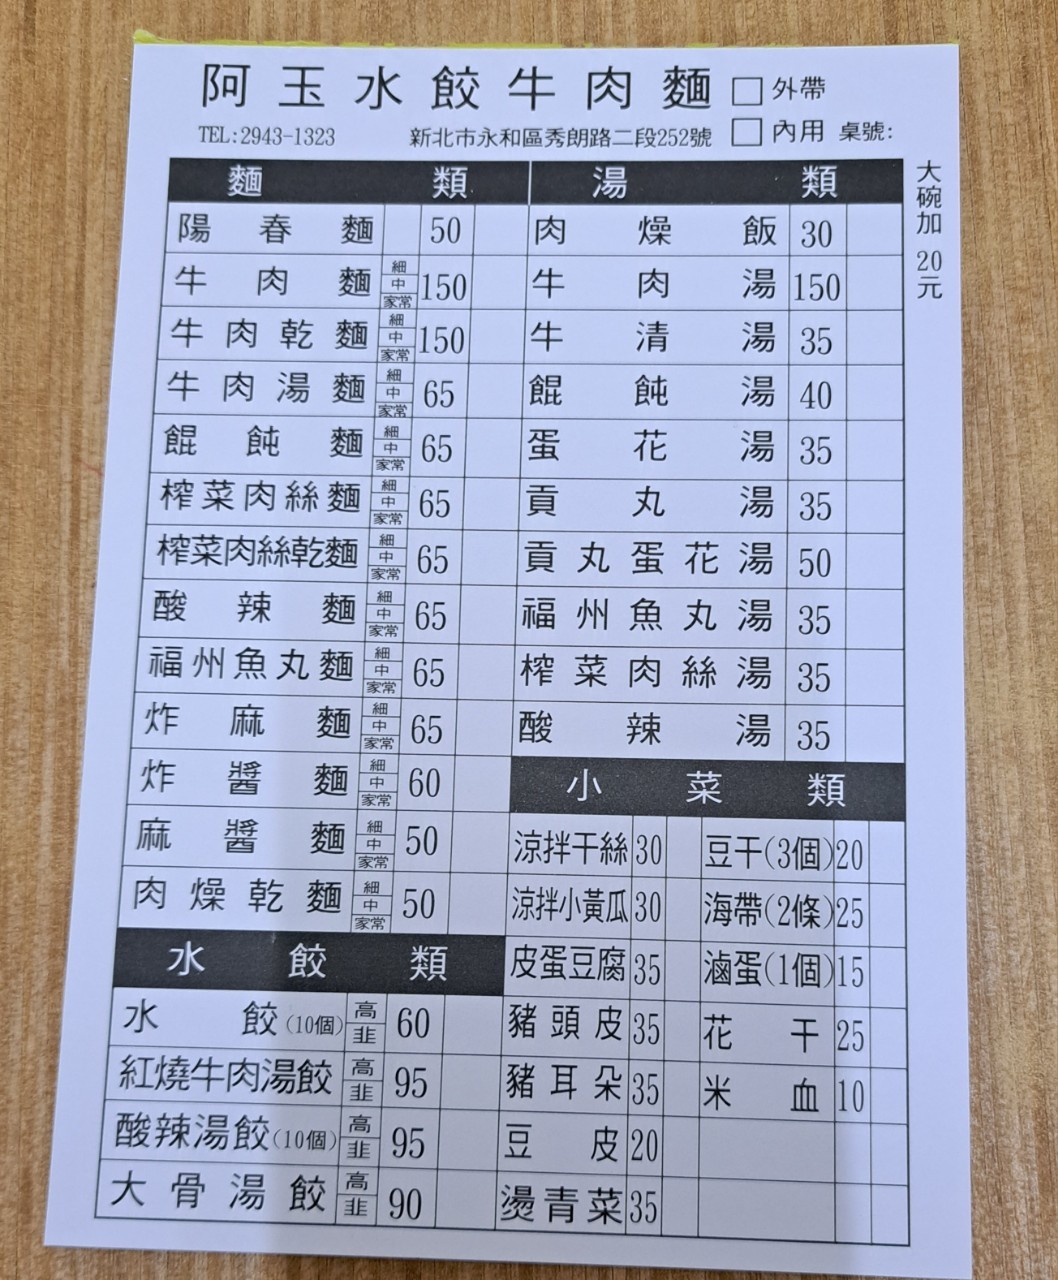 阿玉水餃牛肉麵 □外帶
TEL:2943-1323 新北市永和區秀朗路二段252號 □內用 桌號:
大碗加20元
麵類
陽春麵 50
牛肉麵 細 中 家常 150
牛肉乾麵 細 中 家常 150
牛肉湯麵 細 中 家常 65
餛飩麵 細 中 家常 65
榨菜肉絲麵 細 中 家常 65
榨菜肉絲乾麵 細 中 家常 65
酸辣麵 細 中 家常 65
福州魚丸麵 細 中 家常 65
炸麻麵 細 中 家常 65
炸醬麵 細 中 家常 60
麻醬麵 細 中 家常 50
肉燥乾麵 細 中 家常 50
水餃類
水餃(10個) 高 韭 60
紅燒牛肉湯餃 高 韭 95
酸辣湯餃(10個) 高 韭 95
大骨湯餃 高 韭 90
湯類
肉燥飯 30
牛肉湯 150
牛清湯 35
餛飩湯 40
蛋花湯 35
貢丸湯 35
貢丸蛋花湯 50
福州魚丸湯 35
榨菜肉絲湯 35
酸辣湯 35
小菜類
涼拌干絲 30 豆干(3個) 20
涼拌小黃瓜 30 海帶(2條) 25
皮蛋豆腐 35 滷蛋(1個) 15
豬頭皮 35 花干 25
豬耳朵 35 米血 10
豆皮 20
燙青菜 35